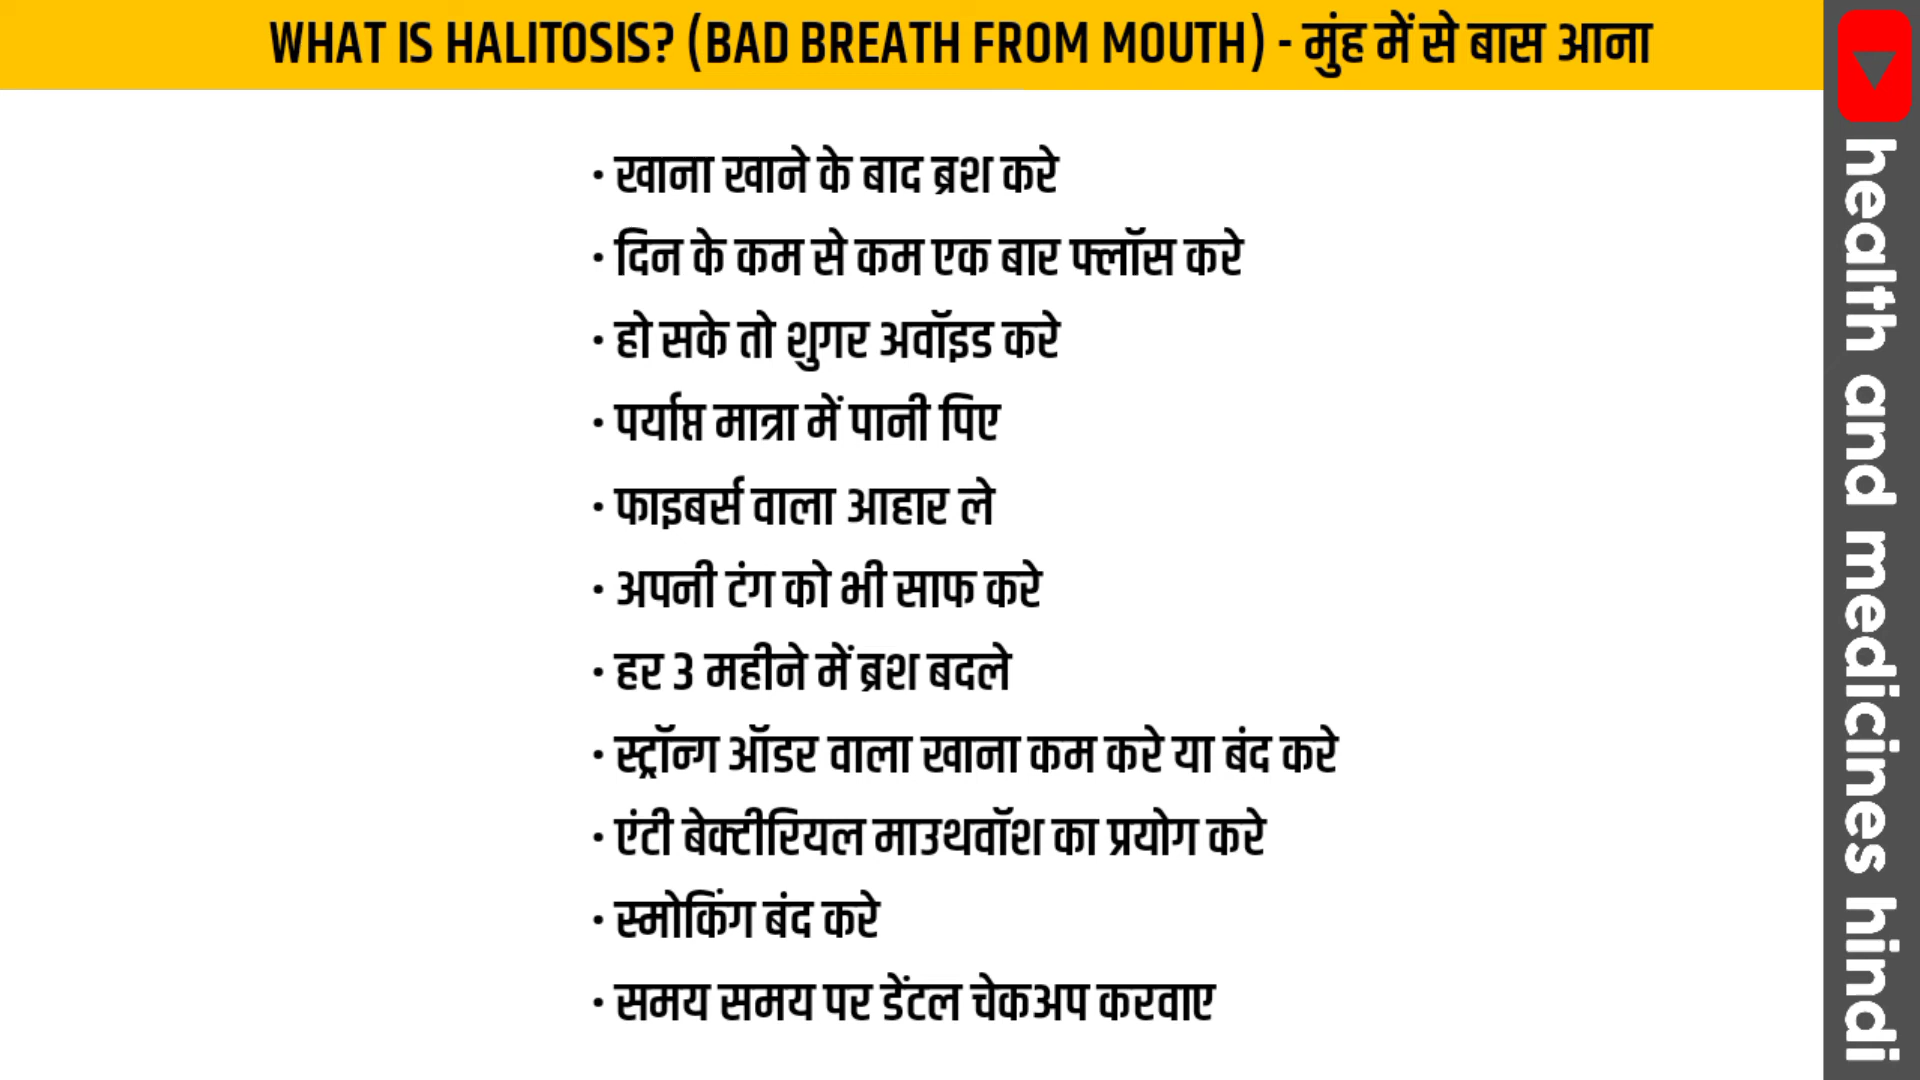 WHAT IS HALITOSIS? (BAD BREATH FROM MOUTH) - मुंह में से बास आना
· खाना खाने के बाद ब्रश करे
· दिन के कम से कम एक बार फ्लॉस करे
· हो सके तो शुगर अवॉइड करे
· पर्याप्त मात्रा में पानी पिए
· फाइबर्स वाला आहार ले
· अपनी टंग को भी साफ करे
· हर 3 महीने में ब्रश बदले
· स्ट्रॉन्ग ऑडर वाला खाना कम करे या बंद करे
· एंटी बेक्टीरियल माउथवॉश का प्रयोग करे
· स्मोकिंग बंद करे
· समय समय पर डेंटल चेकअप करवाए
health and medicines hindi